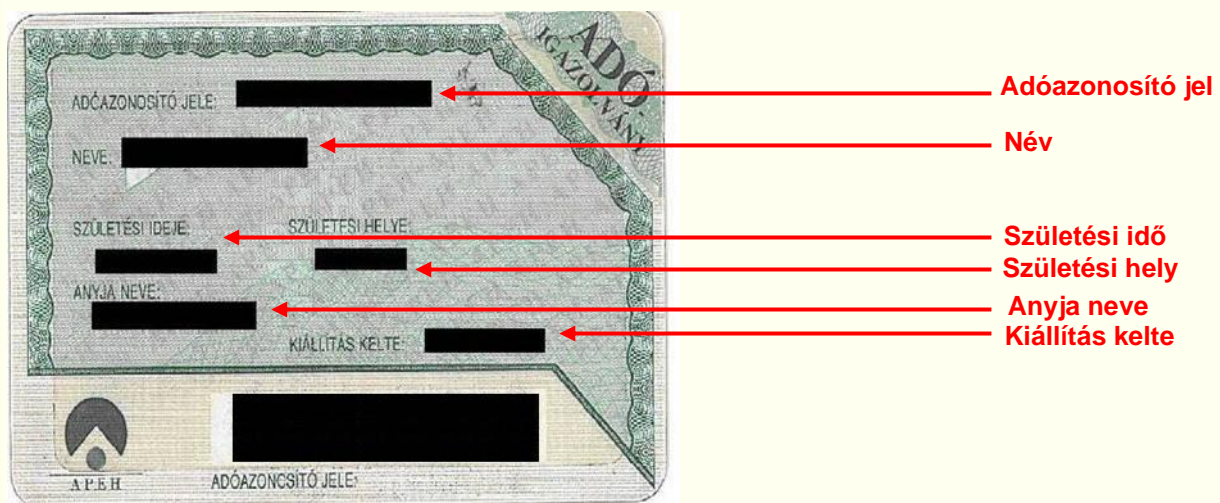 ADÓ-
IGAZOLVÁNY
ADÓAZONOSÍTÓ JELE:
Adóazonosító jel
NEVE:
Név
SZÜLETÉSI IDEJE:
SZÜLETÉSI HELYE:
Születési idő
Születési hely
ANYJA NEVE:
Anyja neve
KIÁLLÍTÁS KELTE:
Kiállítás kelte
APEH
ADÓAZONOSÍTÓ JELE: